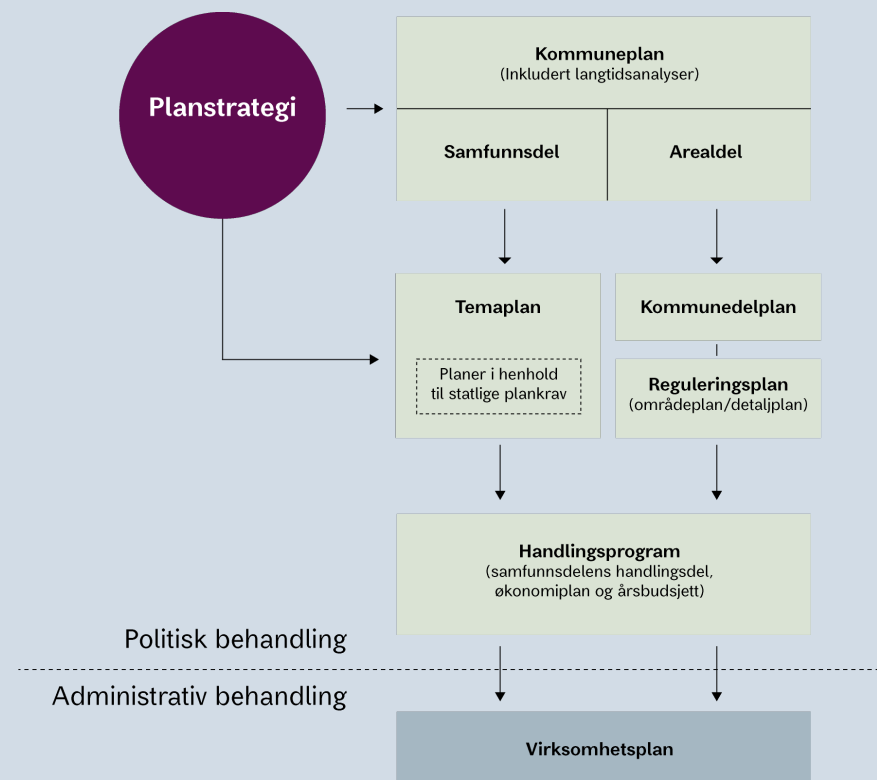 Planstrategi
Kommuneplan
(Inkludert langtidsanalyser)
Samfunnsdel
Arealdel
Temaplan
Planer i henhold
til statlige plankrav
Kommunedelplan
Reguleringsplan
(områdeplan/detaljplan)
Handlingsprogram
(samfunnsdelens handlingsdel,
økonomiplan og årsbudsjett)
Politisk behandling
Administrativ behandling
Virksomhetsplan